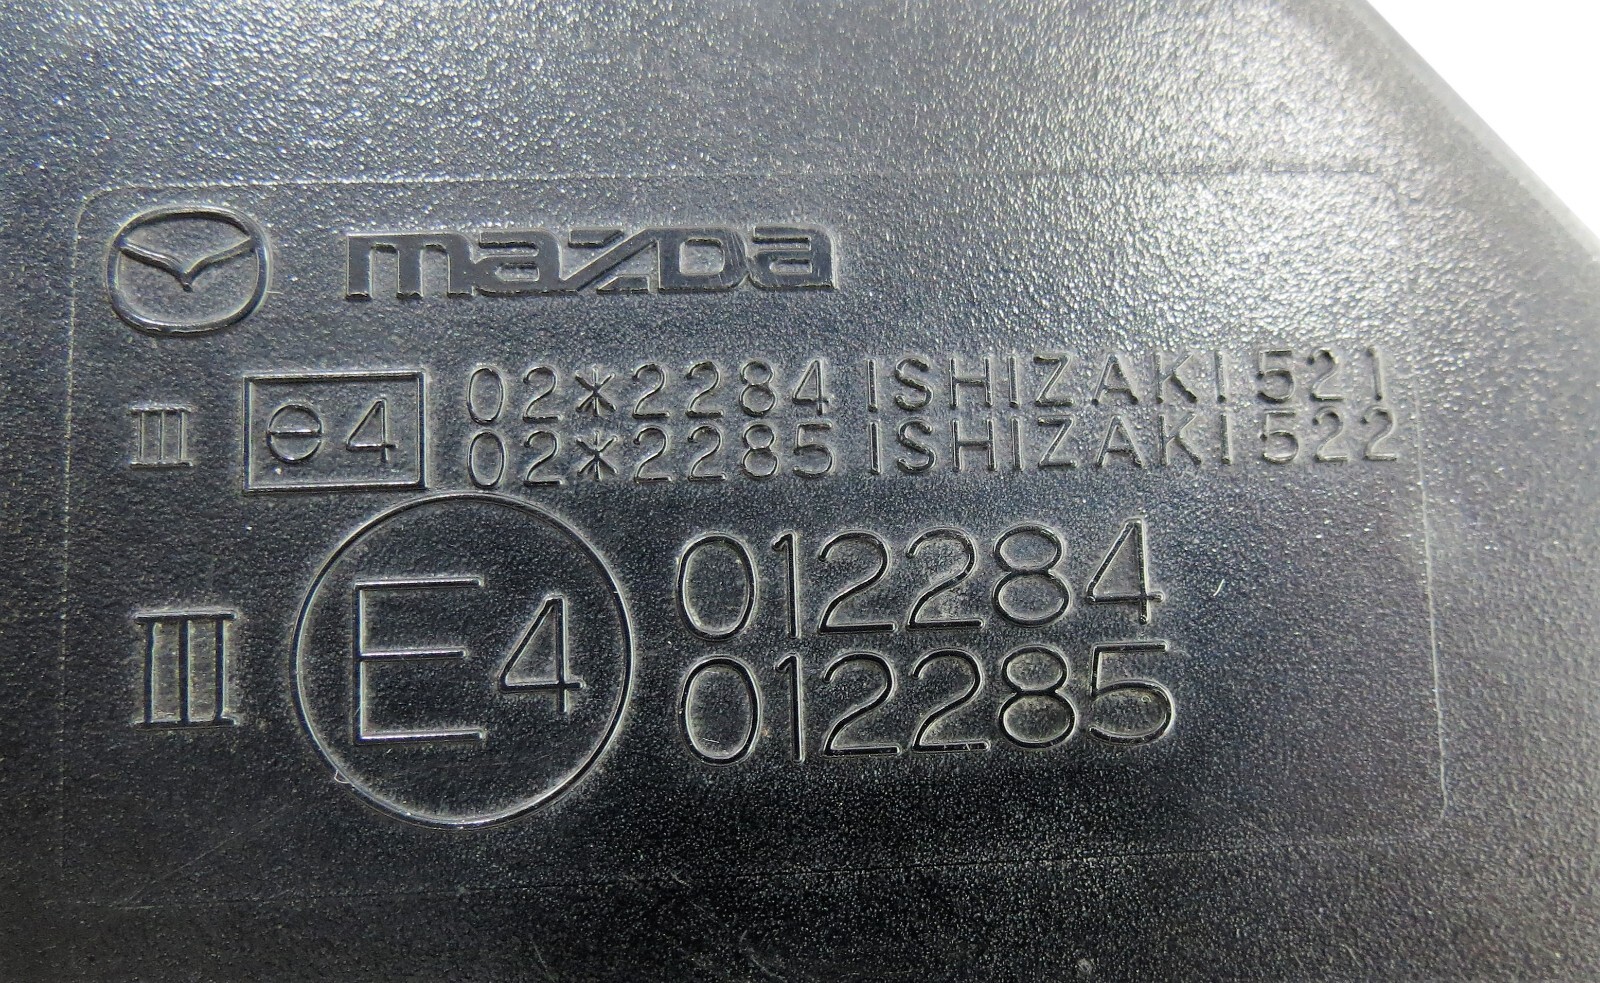 mazda
III e4 02*2284 ISHIZAKI 521
02*2285 ISHIZAKI 522
III E4 012284
012285